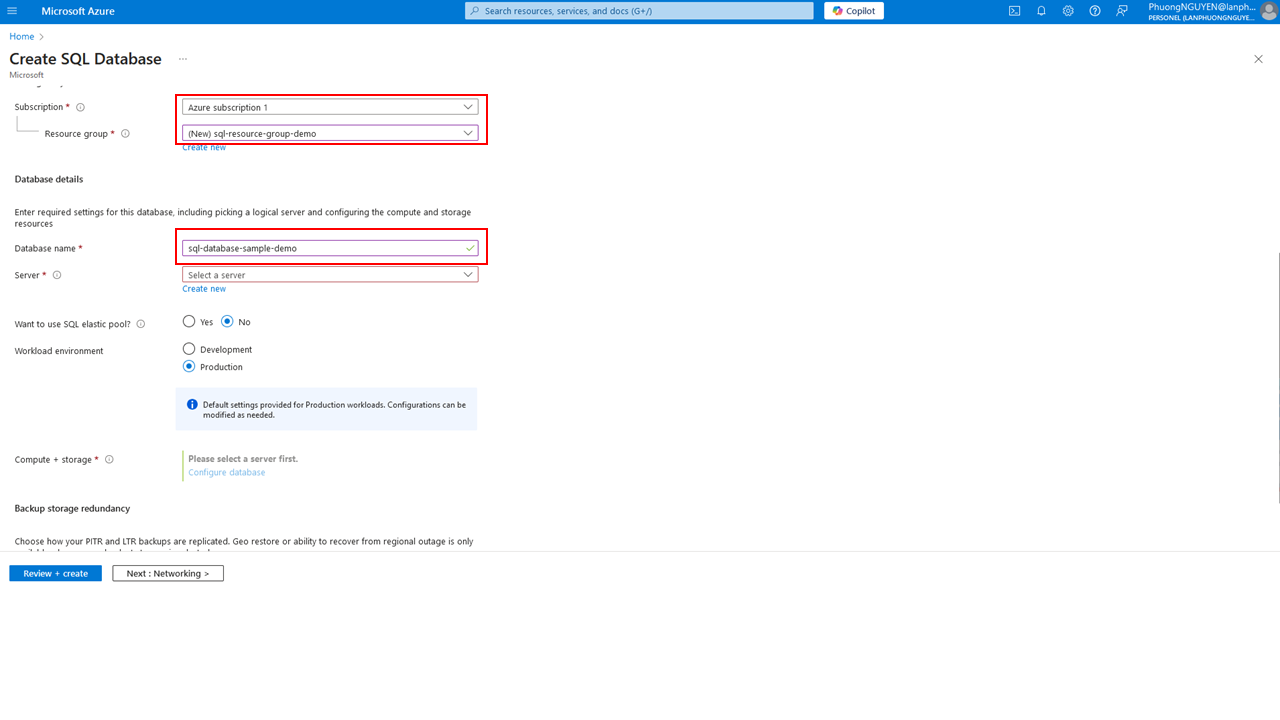 Microsoft Azure
Search resources, services, and docs (G+/)
Copilot
PhuongNGUYEN@lanph...
PERSONEL (LANPHUONGNGUYE...
Home
Create SQL Database
...
Microsoft
Subscription *
Azure subscription 1
Resource group *
(New) sql-resource-group-demo
Create new
Database details
Enter required settings for this database, including picking a logical server and configuring the compute and storage
resources
Database name *
sql-database-sample-demo
Server *
Select a server
Create new
Want to use SQL elastic pool?
Yes
No
Workload environment
Development
Production
Default settings provided for Production workloads. Configurations can be
modified as needed.
Compute + storage *
Please select a server first.
Configure database
Backup storage redundancy
Choose how your PITR and LTR backups are replicated. Geo restore or ability to recover from regional outage is only
Review + create
Next : Networking >